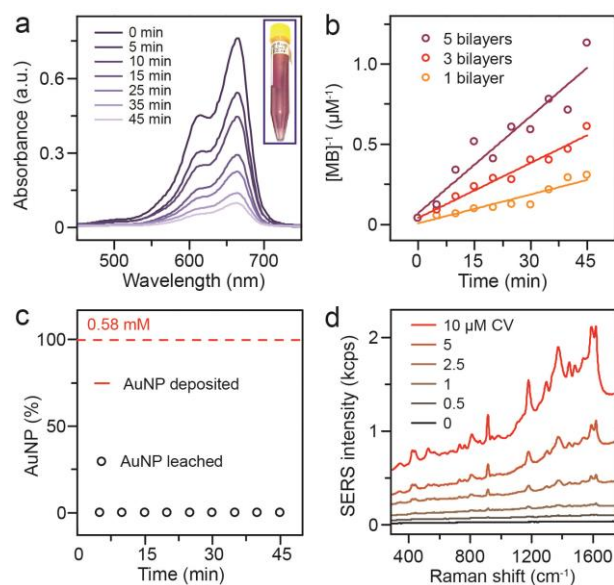 a
Absorbance (a.u.)
0.7
0
0 min
5 min
10 min
15 min
25 min
35 min
45 min
500
600
700
Wavelength (nm)
b
[MB]⁻¹ (µM⁻¹)
1.0
0.5
0
5 bilayers
3 bilayers
1 bilayer
0
15
30
45
Time (min)
c
AuNP (%)
100
50
0
0.58 mM
AuNP deposited
AuNP leached
0
15
30
45
Time (min)
d
SERS intensity (kcps)
2
1
0
10 µM CV
5
2.5
1
0.5
0
400
800
1200
1600
Raman shift (cm⁻¹)